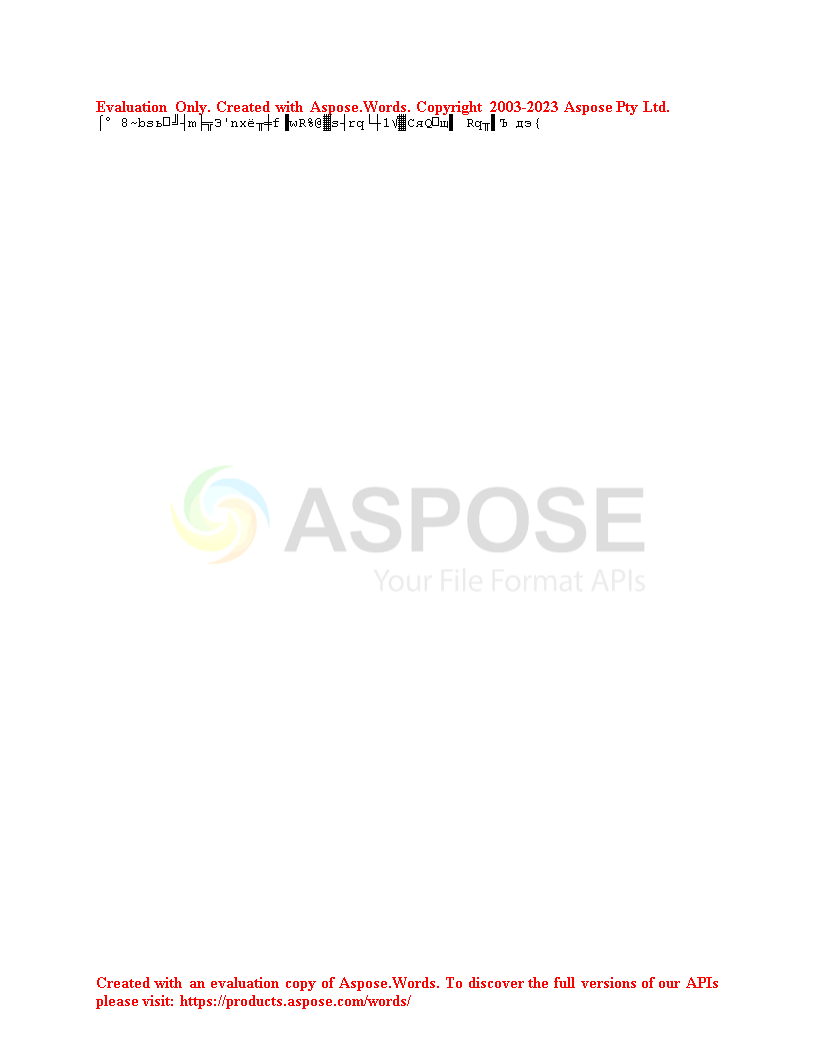 Evaluation Only. Created with Aspose.Words. Copyright 2003-2023 Aspose Pty Ltd.
⌠° 8~bsь□╝┤m╞╦Э'nxё╥╪f▐wR%@▓s┤rq└┼1√▓СяQ□щ▌ Rq╥▌Ъ дэ{
ASPOSE
Your File Format APIs
Created with an evaluation copy of Aspose.Words. To discover the full versions of our APIs
please visit: https://products.aspose.com/words/